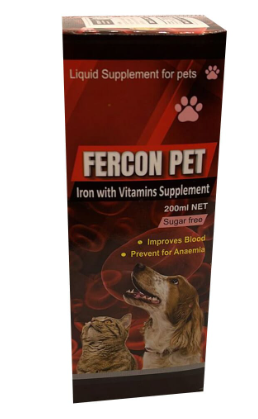 Liquid Supplement for pets
FERCON PET
Iron with Vitamins Supplement
200ml NET
Sugar free
Improves Blood
Prevent for Anaemia